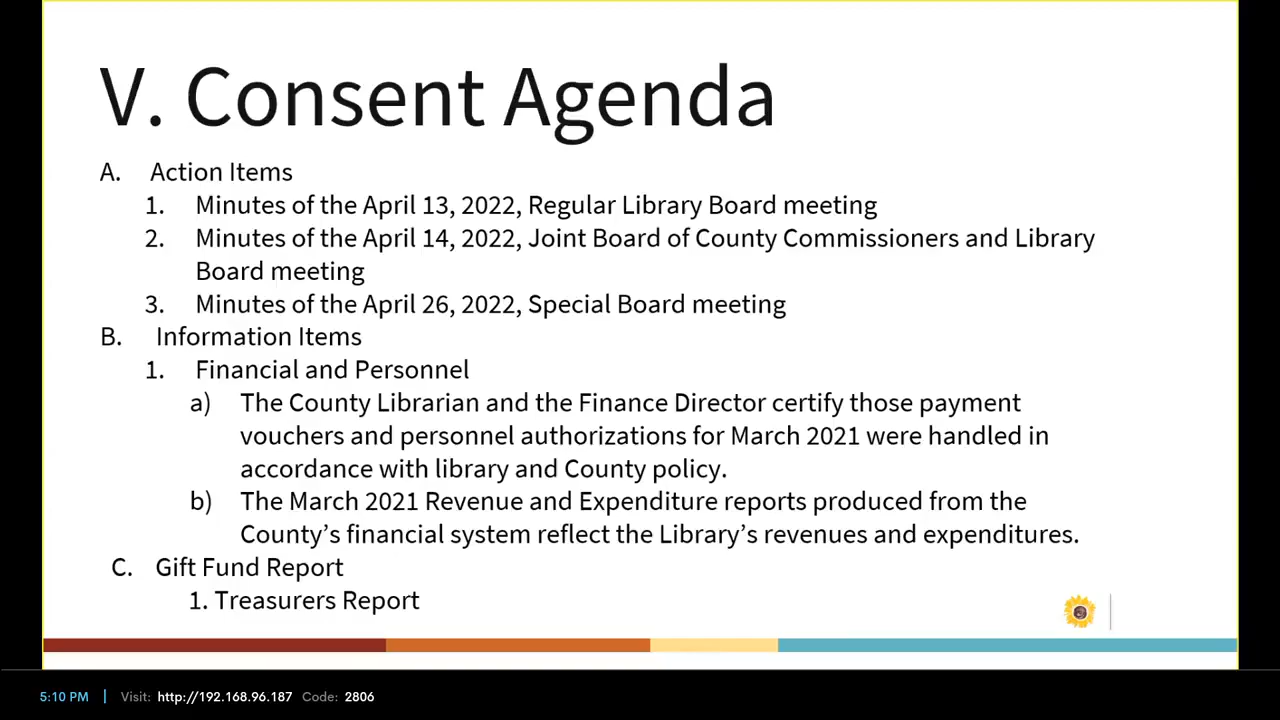 V. Consent Agenda
A. Action Items
1. Minutes of the April 13, 2022, Regular Library Board meeting
2. Minutes of the April 14, 2022, Joint Board of County Commissioners and Library
Board meeting
3. Minutes of the April 26, 2022, Special Board meeting
B. Information Items
1. Financial and Personnel
a) The County Librarian and the Finance Director certify those payment
vouchers and personnel authorizations for March 2021 were handled in
accordance with library and County policy.
b) The March 2021 Revenue and Expenditure reports produced from the
County’s financial system reflect the Library’s revenues and expenditures.
C. Gift Fund Report
1. Treasurers Report
5:10 PM | Visit: http://192.168.96.187 Code: 2806